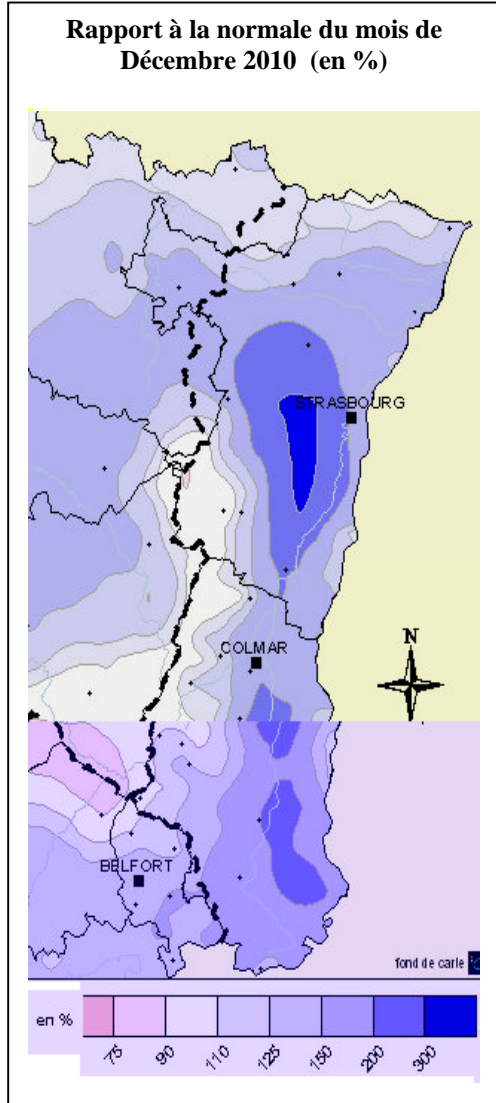 Rapport à la normale du mois de
Décembre 2010 (en %)
STRASBOURG
COLMAR
N
BELFORT
fond de carte
en %
75 90 110 125 150 200 300